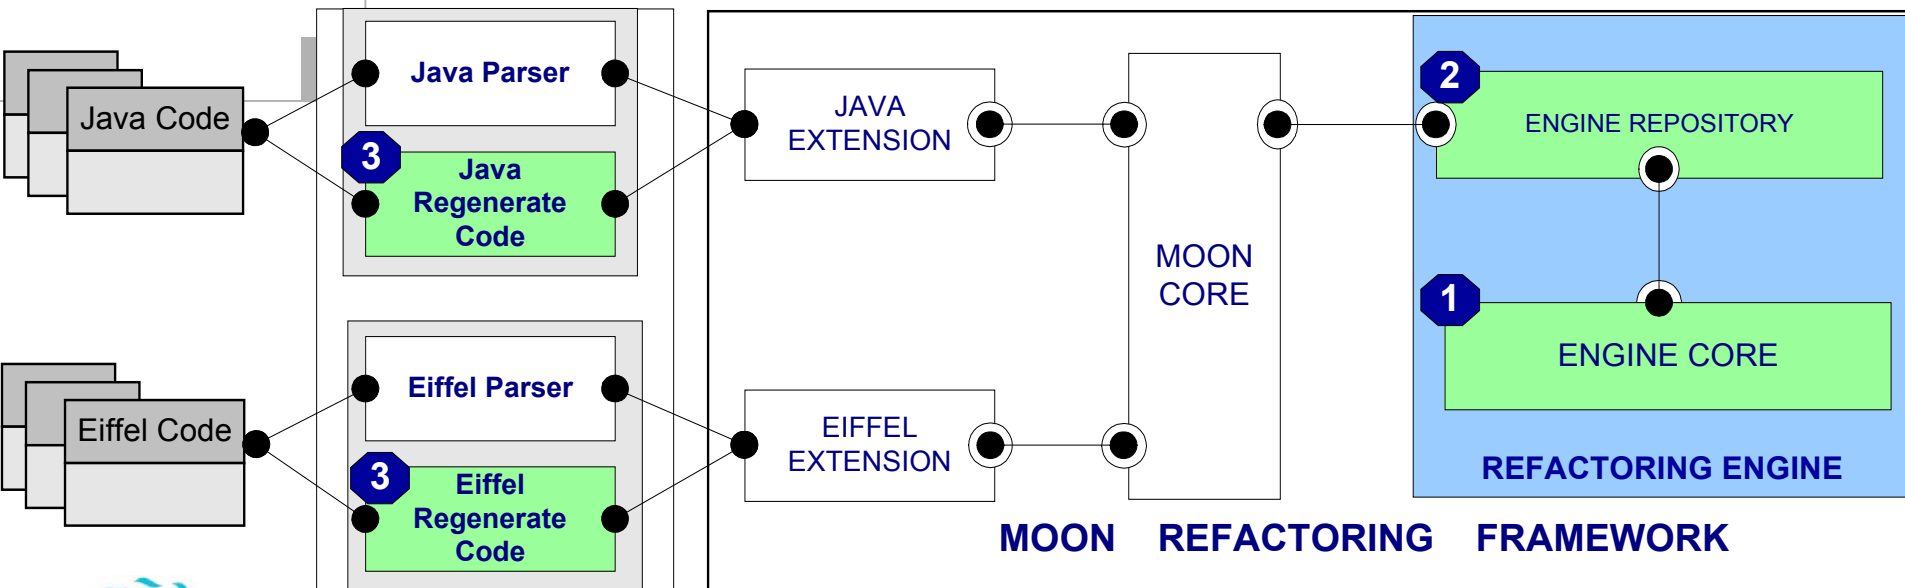 Java Code
Java Parser
3
Java
Regenerate
Code
JAVA
EXTENSION
MOON
CORE
2
ENGINE REPOSITORY
1
ENGINE CORE
REFACTORING ENGINE
Eiffel Code
Eiffel Parser
3
Eiffel
Regenerate
Code
EIFFEL
EXTENSION
MOON REFACTORING FRAMEWORK